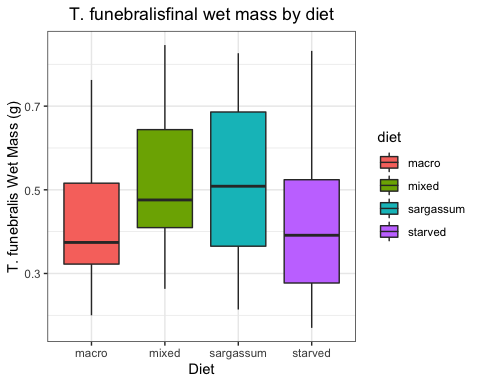 T. funebralisfinal wet mass by diet
T. funebralis Wet Mass (g)
0.7
0.5
0.3
macro
mixed
sargassum
starved
Diet
diet
macro
mixed
sargassum
starved